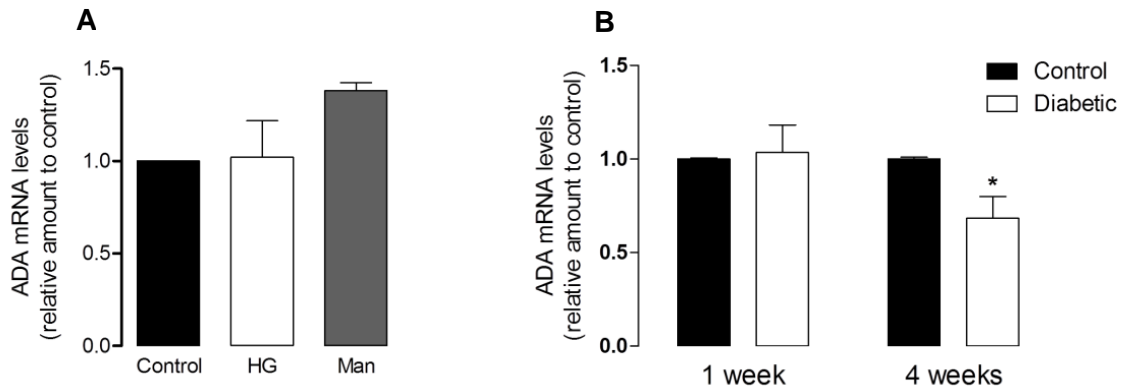 A
ADA mRNA levels
(relative amount to control)
1.5
1.0
0.5
0.0
Control HG Man
B
ADA mRNA levels
(relative amount to control)
1.5
1.0
0.5
0.0
Control
Diabetic
*
1 week 4 weeks